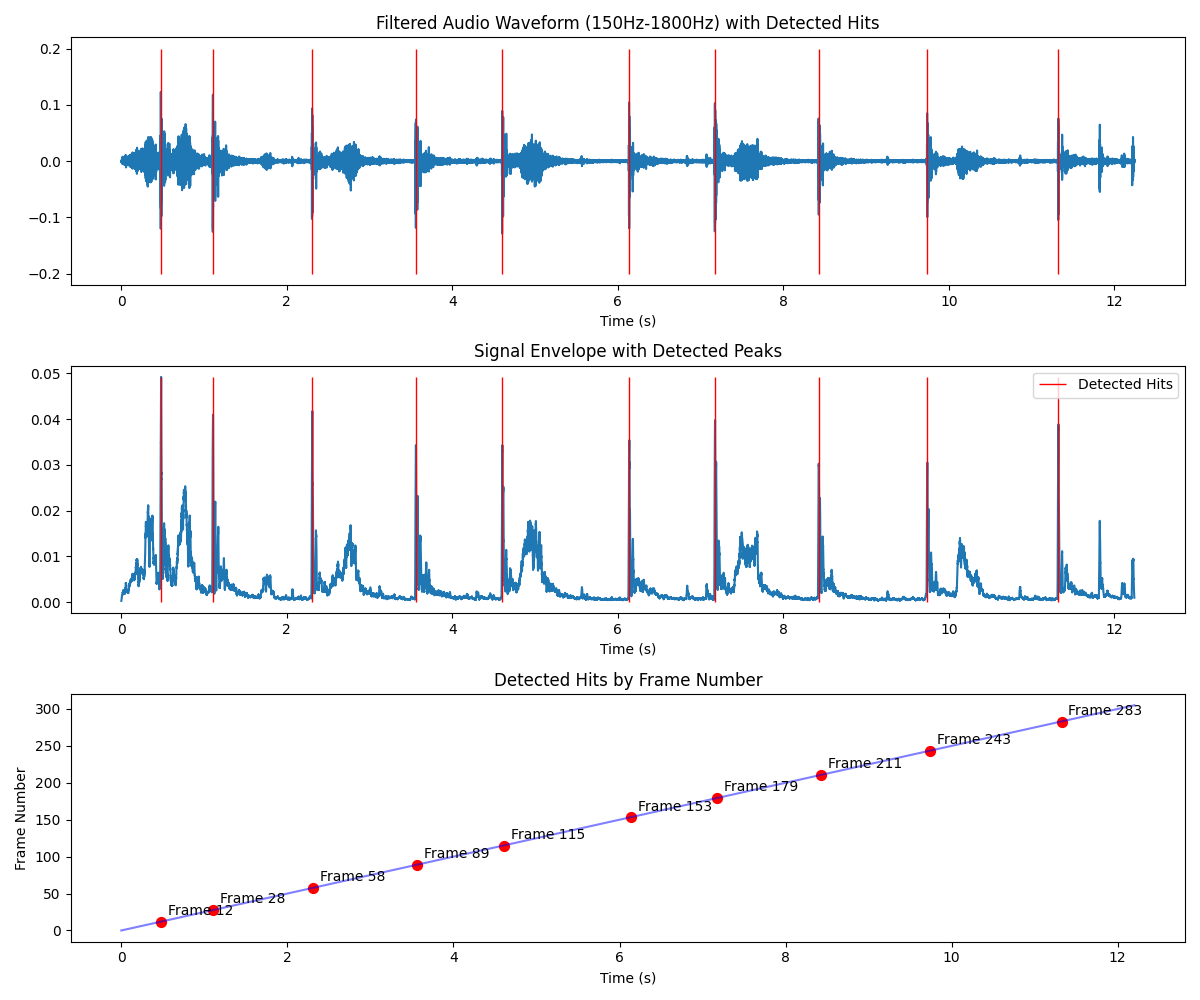 Filtered Audio Waveform (150Hz-1800Hz) with Detected Hits
0.2
0.1
0.0
−0.1
−0.2
0 2 4 6 8 10 12
Time (s)
Signal Envelope with Detected Peaks
0.05
0.04
0.03
0.02
0.01
0.00
Detected Hits
0 2 4 6 8 10 12
Time (s)
Detected Hits by Frame Number
Frame Number
300
250
200
150
100
50
0
Frame 12
Frame 28
Frame 58
Frame 89
Frame 115
Frame 153
Frame 179
Frame 211
Frame 243
Frame 283
0 2 4 6 8 10 12
Time (s)